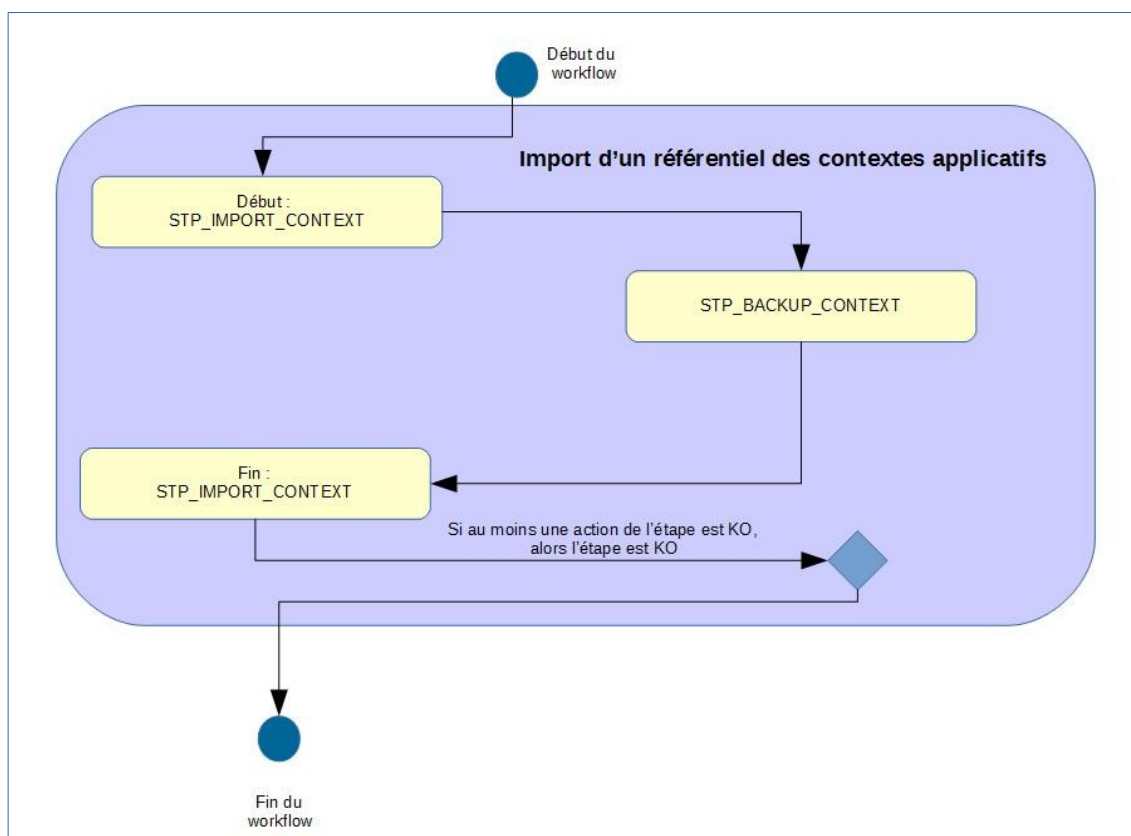 Début du
workflow
Import d’un référentiel des contextes applicatifs
Début :
STP_IMPORT_CONTEXT
STP_BACKUP_CONTEXT
Fin :
STP_IMPORT_CONTEXT
Si au moins une action de l’étape est KO,
alors l’étape est KO
Fin du
workflow